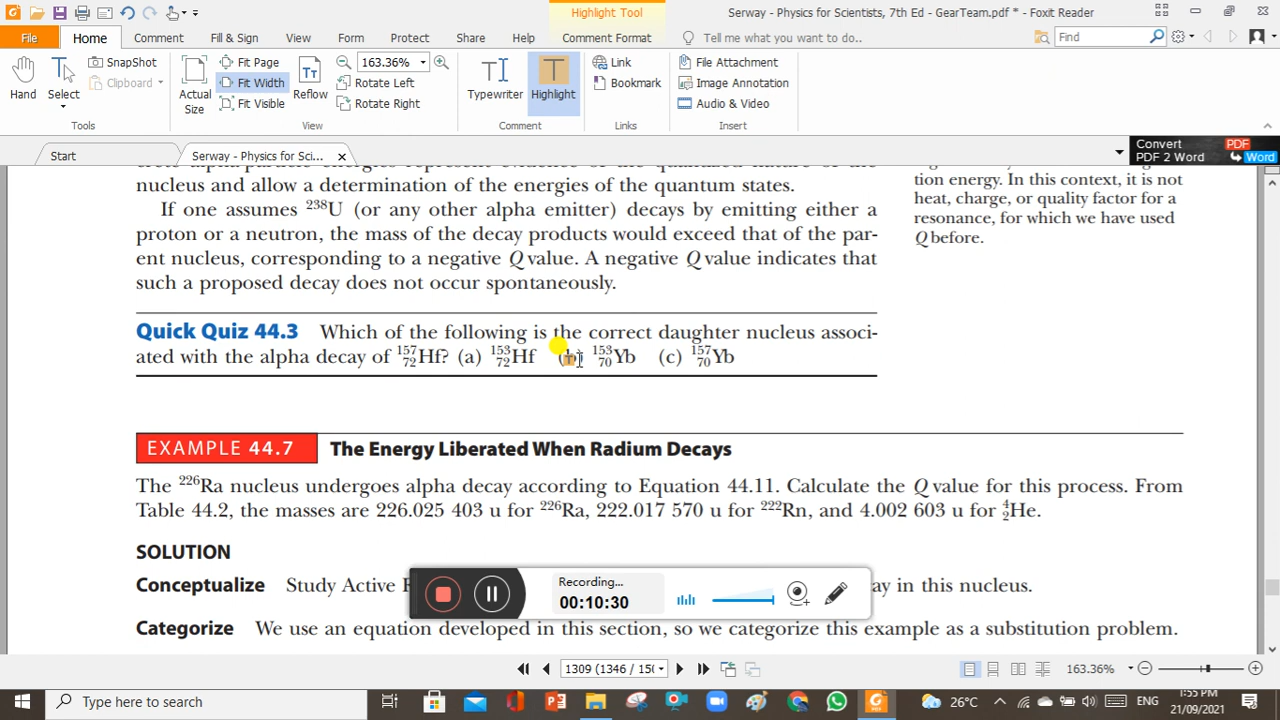 Highlight Tool
Serway - Physics for Scientists, 7th Ed - GearTeam.pdf * - Foxit Reader
File Home Comment Fill & Sign View Form Protect Share Help Comment Format Tell me what you want to do.. Find
SnapShot Fit Page 163.36% Link File Attachment
Clipboard Fit Width Rotate Left Bookmark Image Annotation
Hand Select Actual Size Reflow Fit Visible Rotate Right Typewriter Highlight Audio & Video
Tools View Comment Links Insert
Start Serway - Physics for Sci... Convert PDF
PDF 2 Word Word
nucleus and allow a determination of the energies of the quantum states.
If one assumes ²³⁸U (or any other alpha emitter) decays by emitting either a
proton or a neutron, the mass of the decay products would exceed that of the par-
ent nucleus, corresponding to a negative Q value. A negative Q value indicates that
such a proposed decay does not occur spontaneously.
tion energy. In this context, it is not
heat, charge, or quality factor for a
resonance, for which we have used
Q before.
Quick Quiz 44.3 Which of the following is the correct daughter nucleus associ-
ated with the alpha decay of ¹⁵⁷₇₂Hf? (a) ¹⁵³₇₂Hf (b) ¹⁵³₇₀Yb (c) ¹⁵⁷₇₀Yb
EXAMPLE 44.7 The Energy Liberated When Radium Decays
The ²²⁶Ra nucleus undergoes alpha decay according to Equation 44.11. Calculate the Q value for this process. From
Table 44.2, the masses are 226.025 403 u for ²²⁶Ra, 222.017 570 u for ²²²Rn, and 4.002 603 u for ⁴₂He.
SOLUTION
Conceptualize Study Active ay in this nucleus.
Recording...
00:10:30
Categorize We use an equation developed in this section, so we categorize this example as a substitution problem.
1309 (1346 / 150 163.36%
Type here to search 26°C ENG 1:55 PM
21/09/2021